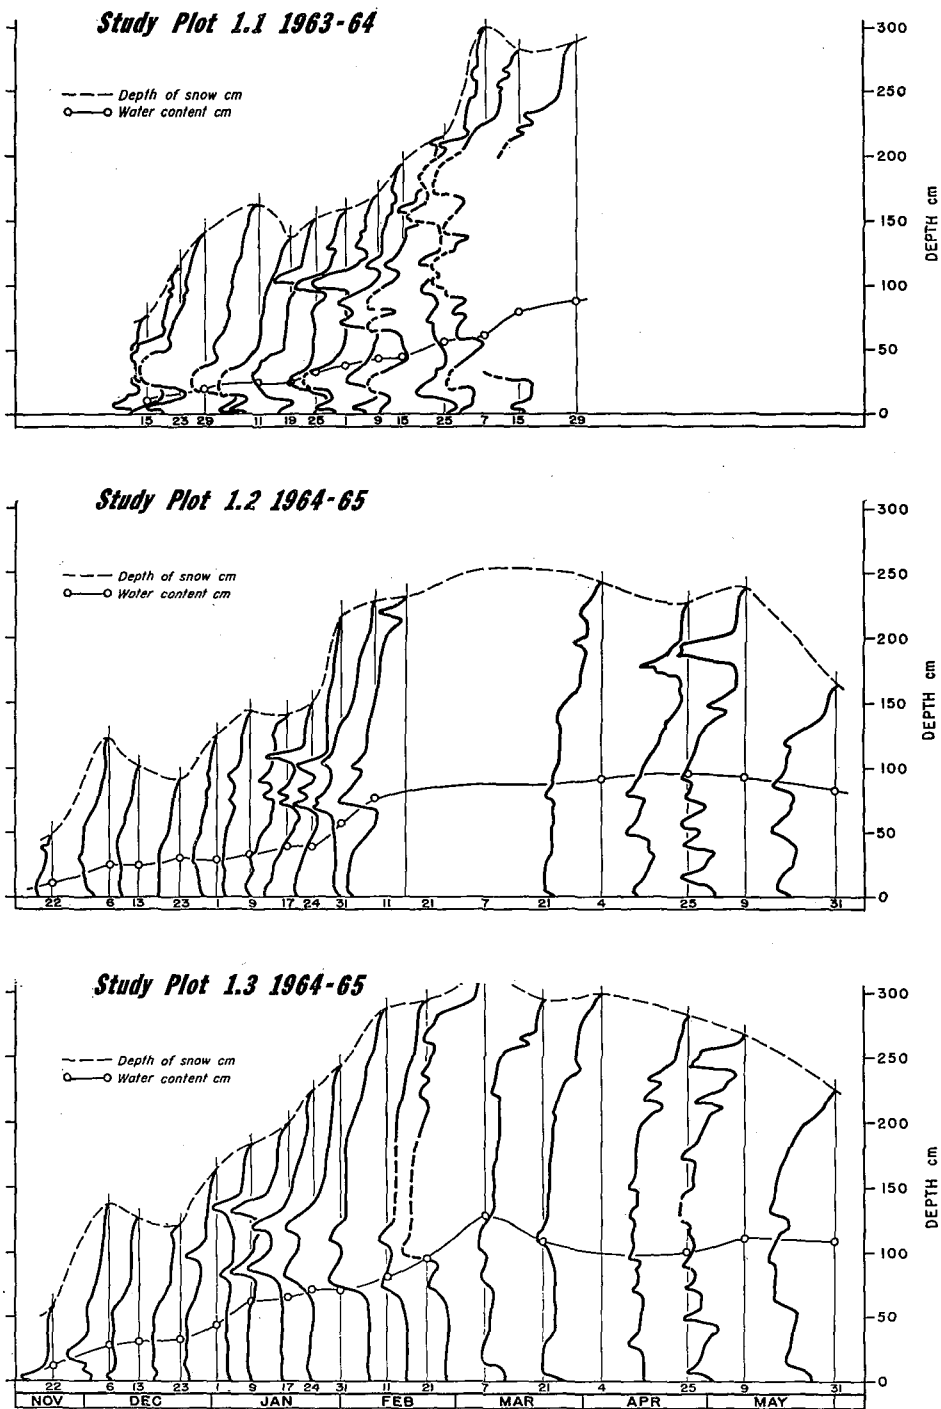 Study Plot 1.1 1963-64
Depth of snow cm
Water content cm
300
250
200
150
100
50
0
DEPTH cm
15 23 29 11 19 25 1 9 15 25 7 15 29
Study Plot 1.2 1964-65
Depth of snow cm
Water content cm
300
250
200
150
100
50
0
DEPTH cm
22 6 13 23 1 9 17 24 31 11 21 7 21 4 25 9 31
Study Plot 1.3 1964-65
Depth of snow cm
Water content cm
300
250
200
150
100
50
0
DEPTH cm
22 6 13 23 1 9 17 24 31 11 21 7 21 4 25 9 31
NOV DEC JAN FEB MAR APR MAY